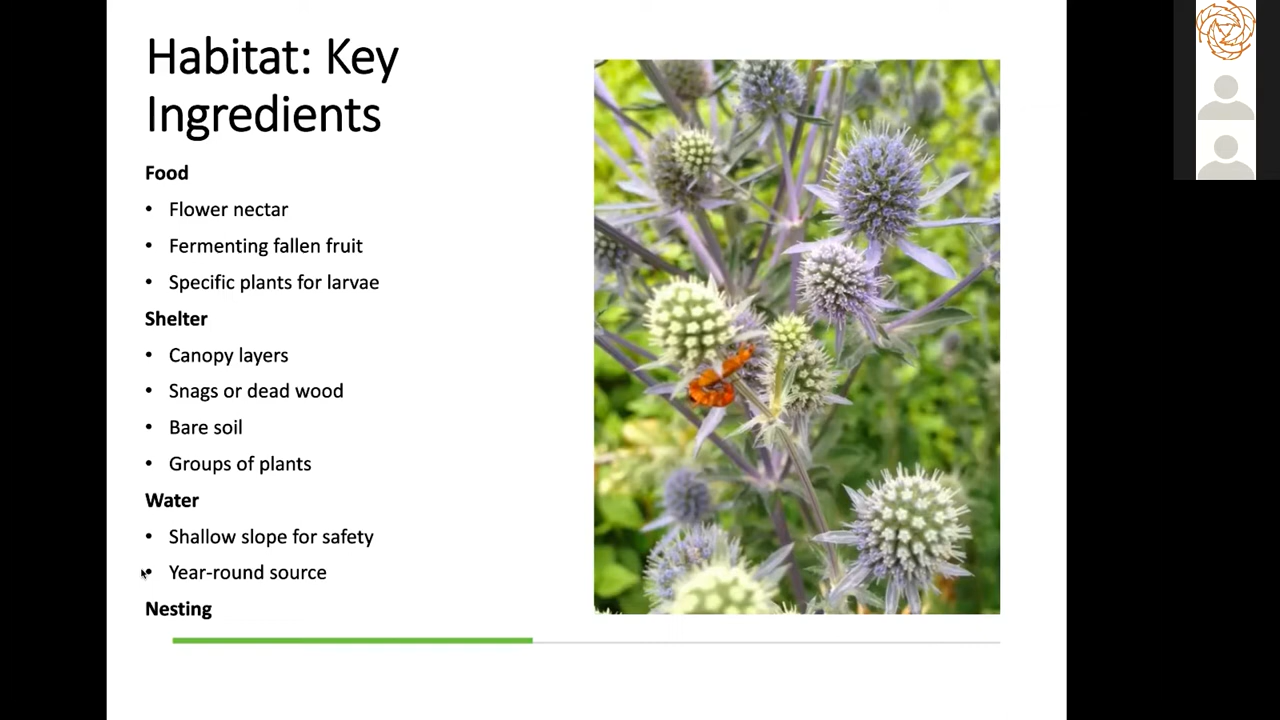 Habitat: Key
Ingredients
Food
• Flower nectar
• Fermenting fallen fruit
• Specific plants for larvae
Shelter
• Canopy layers
• Snags or dead wood
• Bare soil
• Groups of plants
Water
• Shallow slope for safety
• Year-round source
Nesting